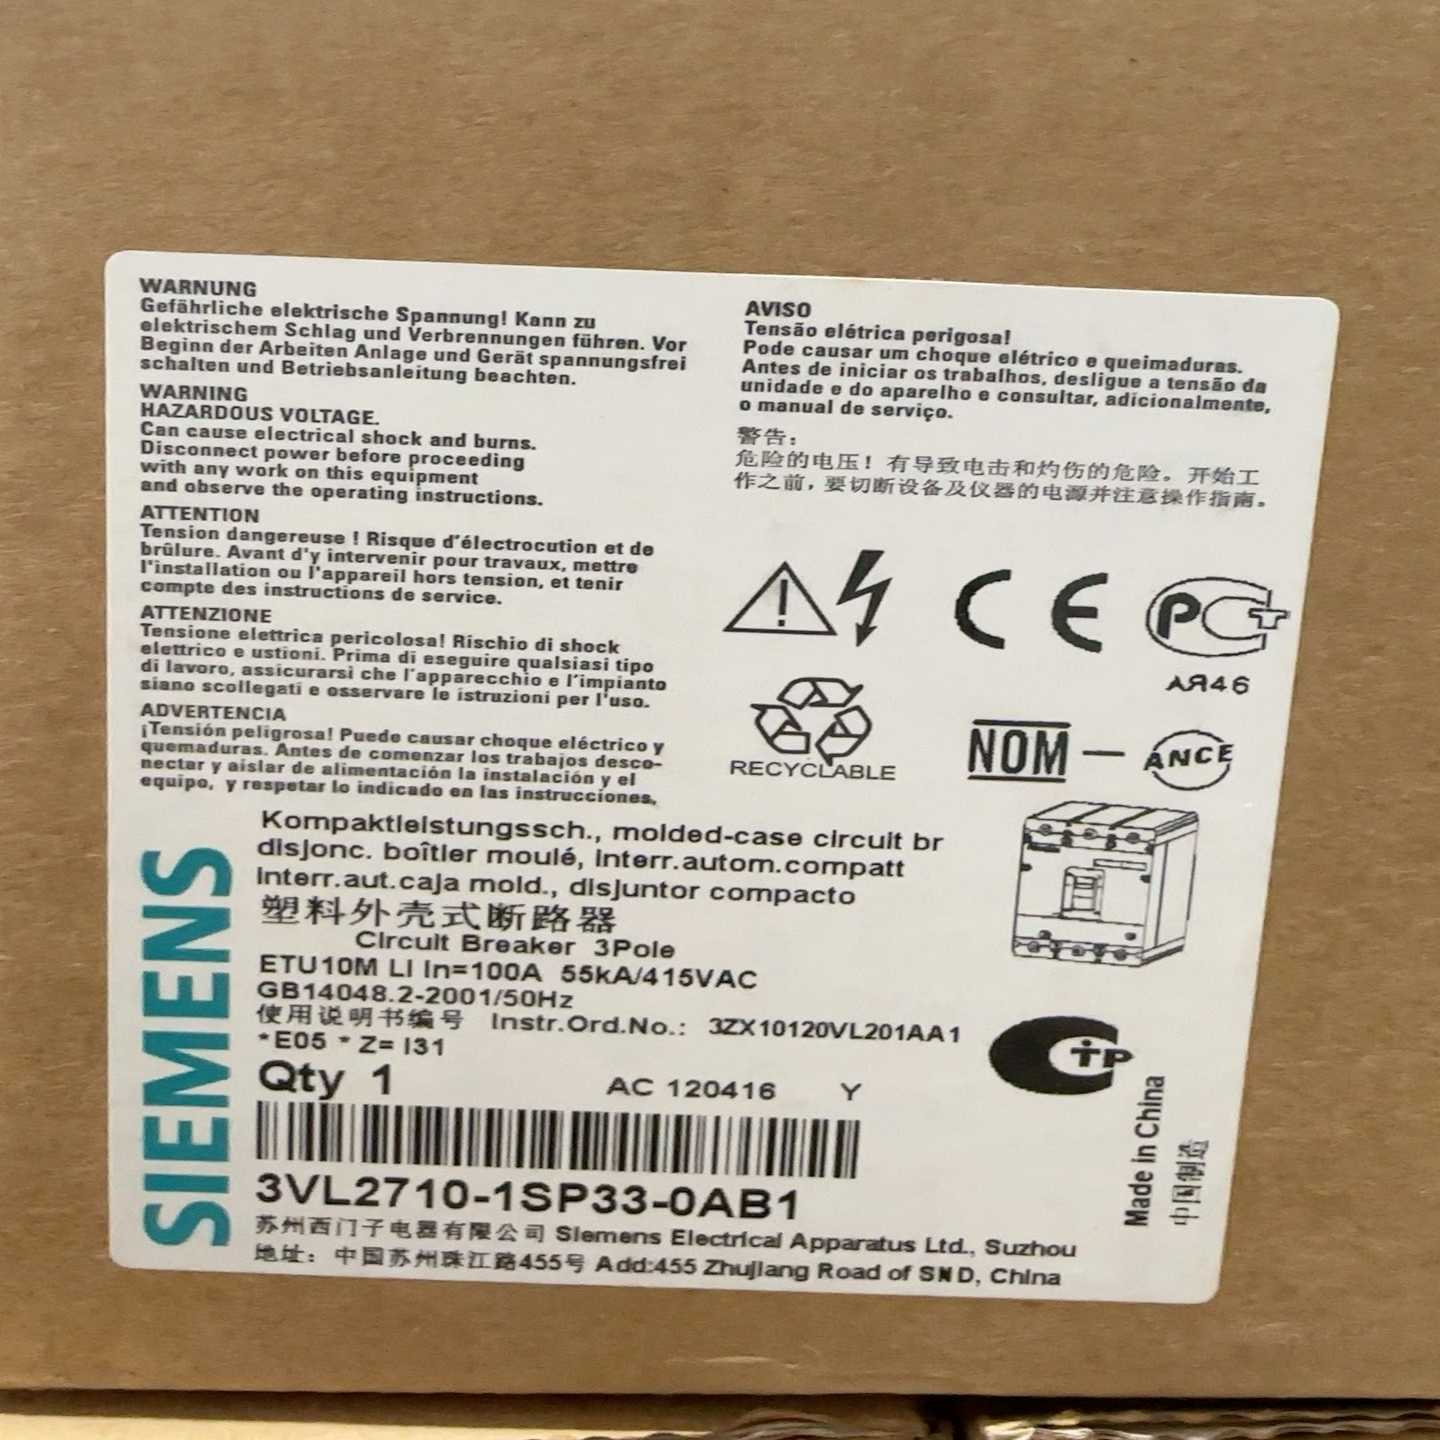 WARNUNG
Gefährliche elektrische Spannung! Kann zu
elektrischem Schlag und Verbrennungen führen. Vor
Beginn der Arbeiten Anlage und Gerät spannungsfrei
schalten und Betriebsanleitung beachten.
WARNING
HAZARDOUS VOLTAGE.
Can cause electrical shock and burns.
Disconnect power before proceeding
with any work on this equipment
and observe the operating instructions.
ATTENTION
Tension dangereuse ! Risque d'électrocution et de
brûlure. Avant d'y intervenir pour travaux, mettre
l'installation ou l'appareil hors tension, et tenir
compte des instructions de service.
ATTENZIONE
Tensione elettrica pericolosa! Rischio di shock
elettrico e ustioni. Prima di eseguire qualsiasi tipo
di lavoro, assicurarsi che l'apparecchio e l'impianto
siano scollegati e osservare le istruzioni per l'uso.
ADVERTENCIA
¡Tensión peligrosa! Puede causar choque eléctrico y
quemaduras. Antes de comenzar los trabajos desco-
nectar y aislar de alimentación la instalación y el
equipo, y respetar lo indicado en las instrucciones.
AVISO
Tensão elétrica perigosa!
Pode causar um choque elétrico e queimaduras.
Antes de iniciar os trabalhos, desligue a tensão da
unidade e do aparelho e consultar, adicionalmente,
o manual de serviço.
警告：
危险的电压！有导致电击和灼伤的危险。开始工
作之前，要切断设备及仪器的电源并注意操作指南。
CE
PCT
АЯ46
RECYCLABLE
NOM — ANCE
SIEMENS
Kompaktleistungssch., molded-case circuit br
disjonc. boîtier moulé, interr.autom.compatt
interr.aut.caja mold., disjuntor compacto
塑料外壳式断路器
Circuit Breaker 3Pole
ETU10M LI In=100A 55kA/415VAC
GB14048.2-2001/50Hz
使用说明书编号 Instr.Ord.No.: 3ZX10120VL201AA1
*E05 * Z= I31
Qty 1 AC 120416 Y
3VL2710-1SP33-0AB1
苏州西门子电器有限公司 Siemens Electrical Apparatus Ltd., Suzhou
地址：中国苏州珠江路455号 Add:455 Zhujiang Road of SND, China
СТР
Made in China
中国制造